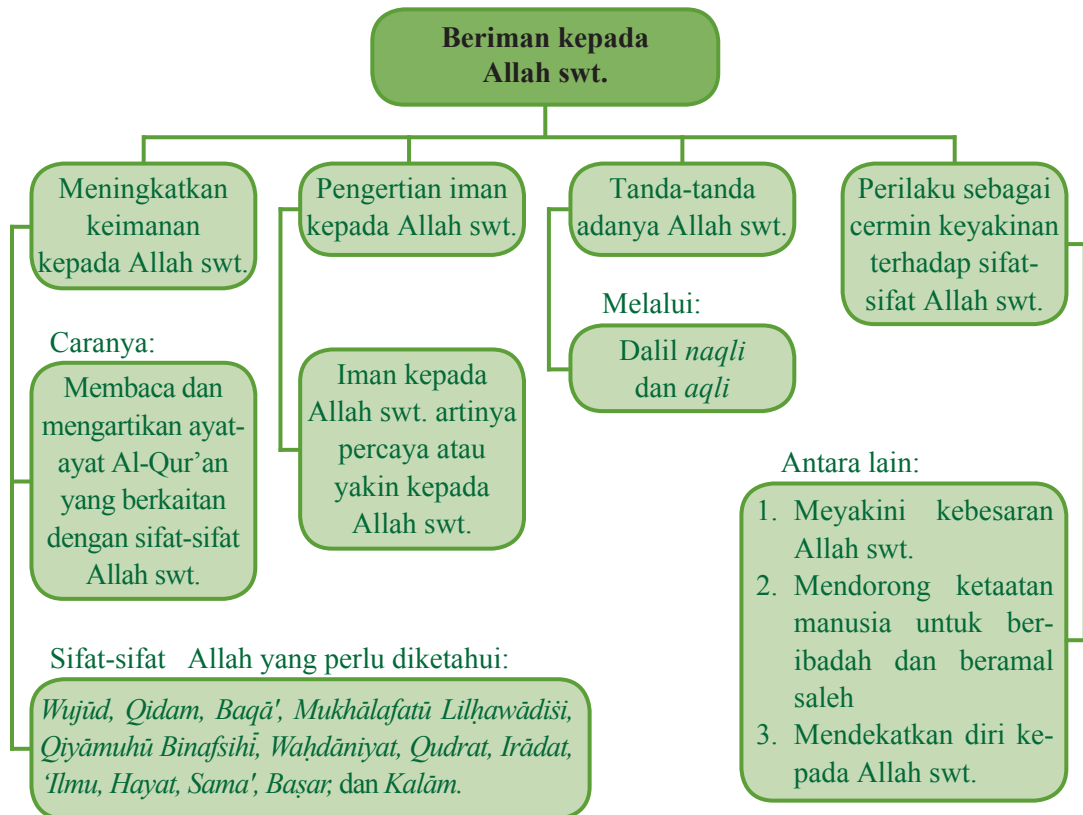 Beriman kepada
Allah swt.
Meningkatkan
keimanan
kepada Allah swt.
Caranya:
Membaca dan
mengartikan ayat-
ayat Al-Qur’an
yang berkaitan
dengan sifat-sifat
Allah swt.
Sifat-sifat Allah yang perlu diketahui:
Wujūd, Qidam, Baqā', Mukhālafatū Lilḥawādiṡi,
Qiyāmuhū Binafsihī, Waḥdāniyat, Qudrat, Irādat,
‘Ilmu, Hayat, Sama', Baṣar, dan Kalām.
Pengertian iman
kepada Allah swt.
Iman kepada
Allah swt. artinya
percaya atau
yakin kepada
Allah swt.
Tanda-tanda
adanya Allah swt.
Melalui:
Dalil naqli
dan aqli
Perilaku sebagai
cermin keyakinan
terhadap sifat-
sifat Allah swt.
Antara lain:
1. Meyakini kebesaran
Allah swt.
2. Mendorong ketaatan
manusia untuk ber-
ibadah dan beramal
saleh
3. Mendekatkan diri ke-
pada Allah swt.